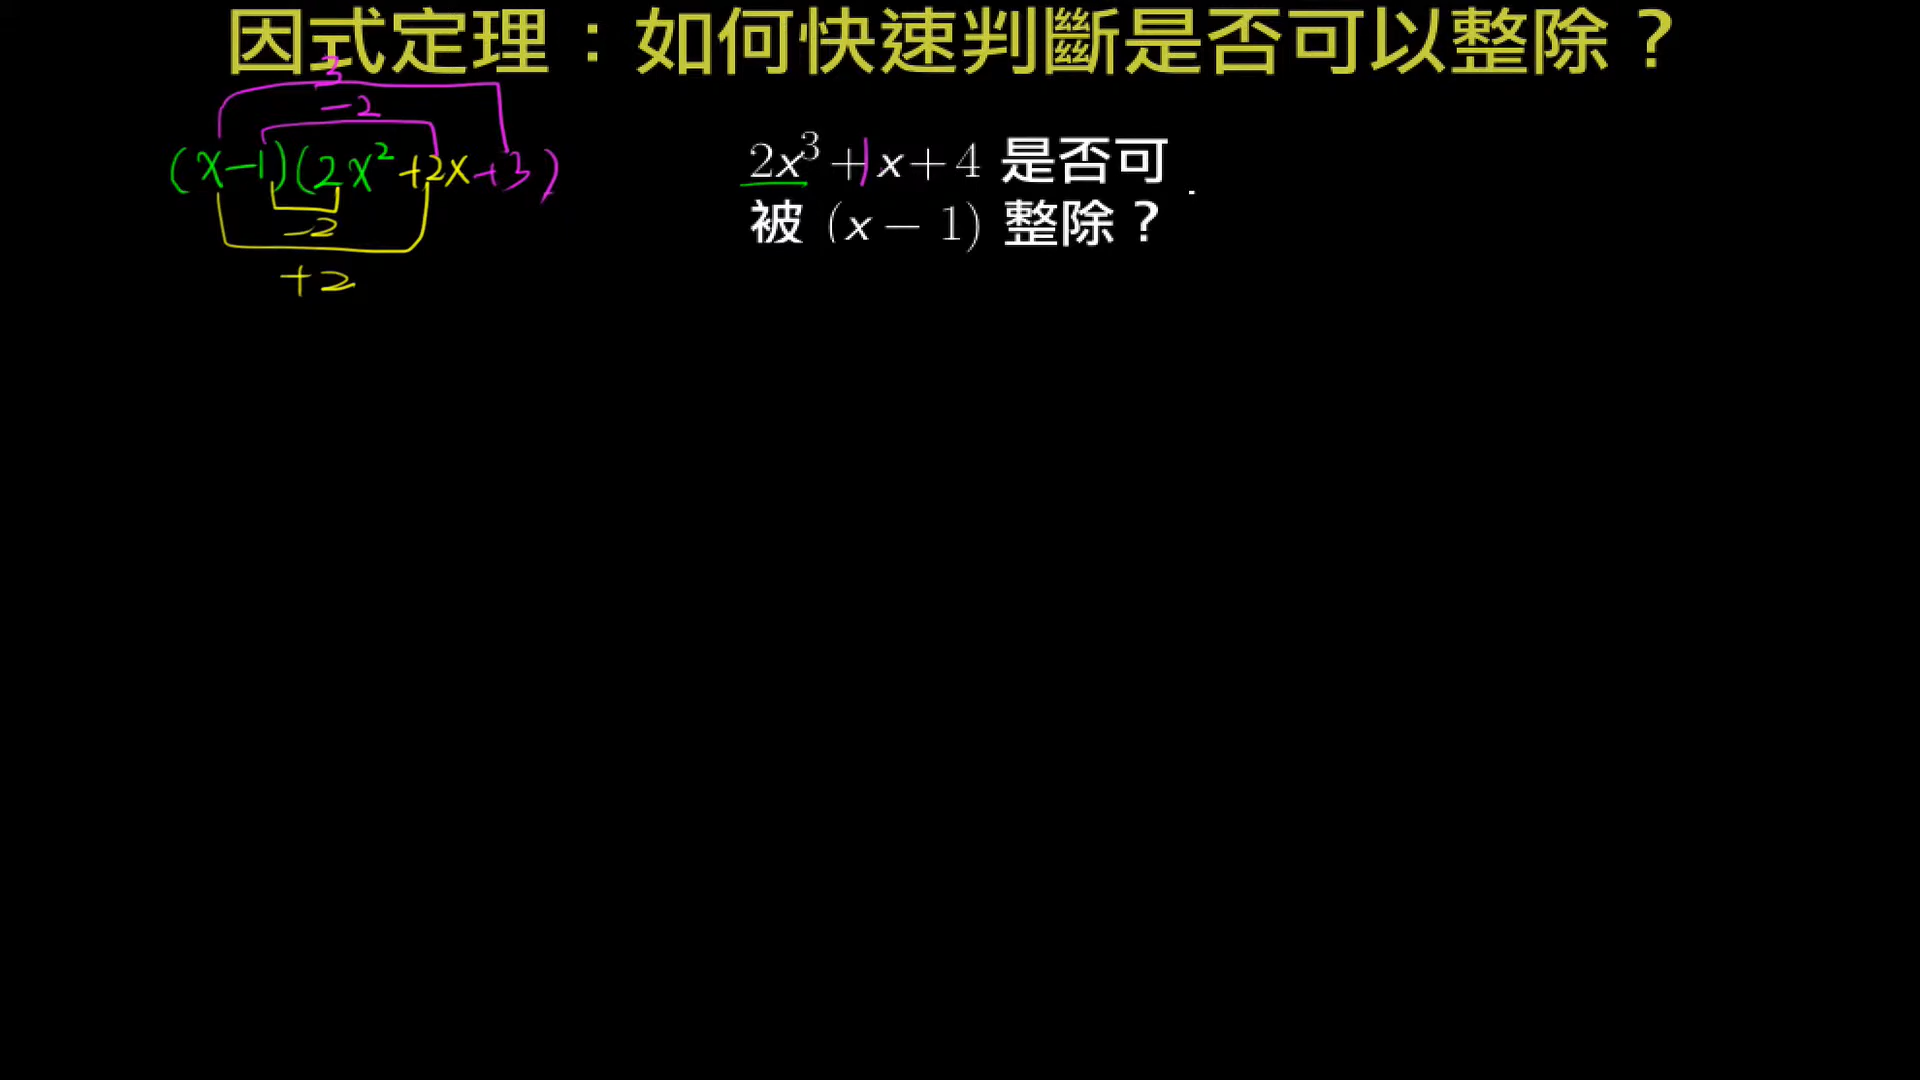 因式定理：如何快速判斷是否可以整除？
3
-2
(x-1)(2x²+2x+3)
-2
+2
2x³+1x+4 是否可
被 (x-1) 整除？